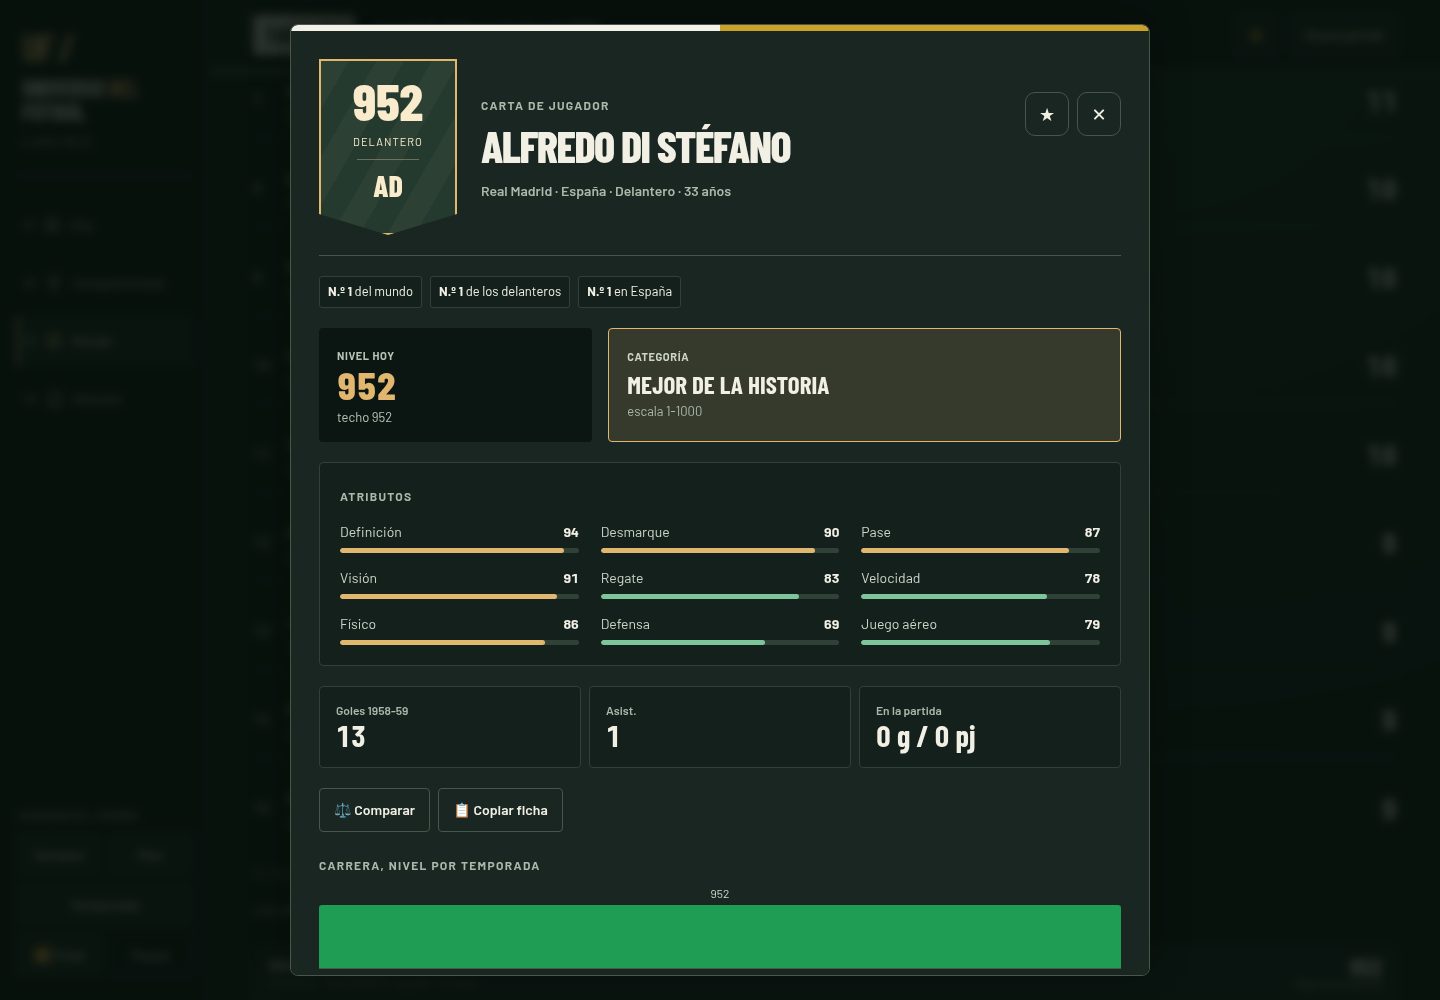 952
DELANTERO
AD
CARTA DE JUGADOR
ALFREDO DI STÉFANO
Real Madrid · España · Delantero · 33 años
★
✕
N.º 1 del mundo
N.º 1 de los delanteros
N.º 1 en España
NIVEL HOY
952
techo 952
CATEGORÍA
MEJOR DE LA HISTORIA
escala 1-1000
ATRIBUTOS
Definición 94
Desmarque 90
Pase 87
Visión 91
Regate 83
Velocidad 78
Físico 86
Defensa 69
Juego aéreo 79
Goles 1958-59
13
Asist.
1
En la partida
0 g / 0 pj
⚖️ Comparar
📋 Copiar ficha
CARRERA, NIVEL POR TEMPORADA
952